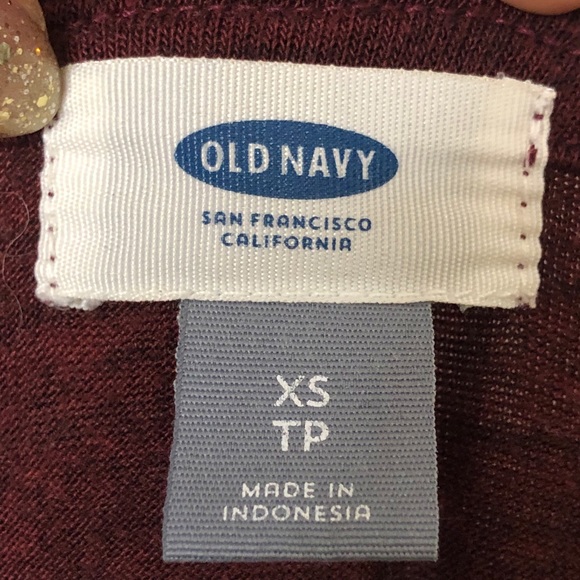 OLD NAVY
SAN FRANCISCO
CALIFORNIA
XS
TP
MADE IN
INDONESIA